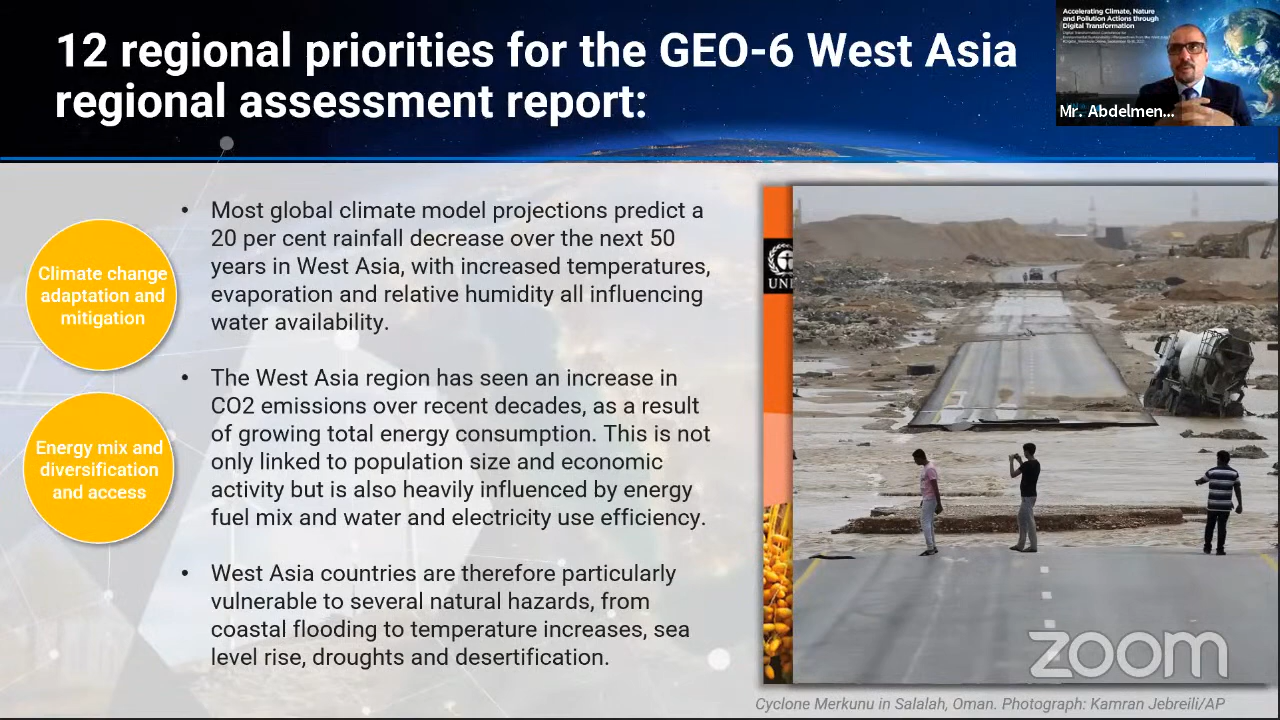 12 regional priorities for the GEO-6 West Asia
regional assessment report:
Accelerating Climate, Nature
and Pollution Actions through
Digital Transformation
Mr. Abdelmen...
Climate change
adaptation and
mitigation
Energy mix and
diversification
and access
• Most global climate model projections predict a
20 per cent rainfall decrease over the next 50
years in West Asia, with increased temperatures,
evaporation and relative humidity all influencing
water availability.
• The West Asia region has seen an increase in
CO2 emissions over recent decades, as a result
of growing total energy consumption. This is not
only linked to population size and economic
activity but is also heavily influenced by energy
fuel mix and water and electricity use efficiency.
• West Asia countries are therefore particularly
vulnerable to several natural hazards, from
coastal flooding to temperature increases, sea
level rise, droughts and desertification.
UNE
zoom
Cyclone Merkunu in Salalah, Oman. Photograph: Kamran Jebreili/AP